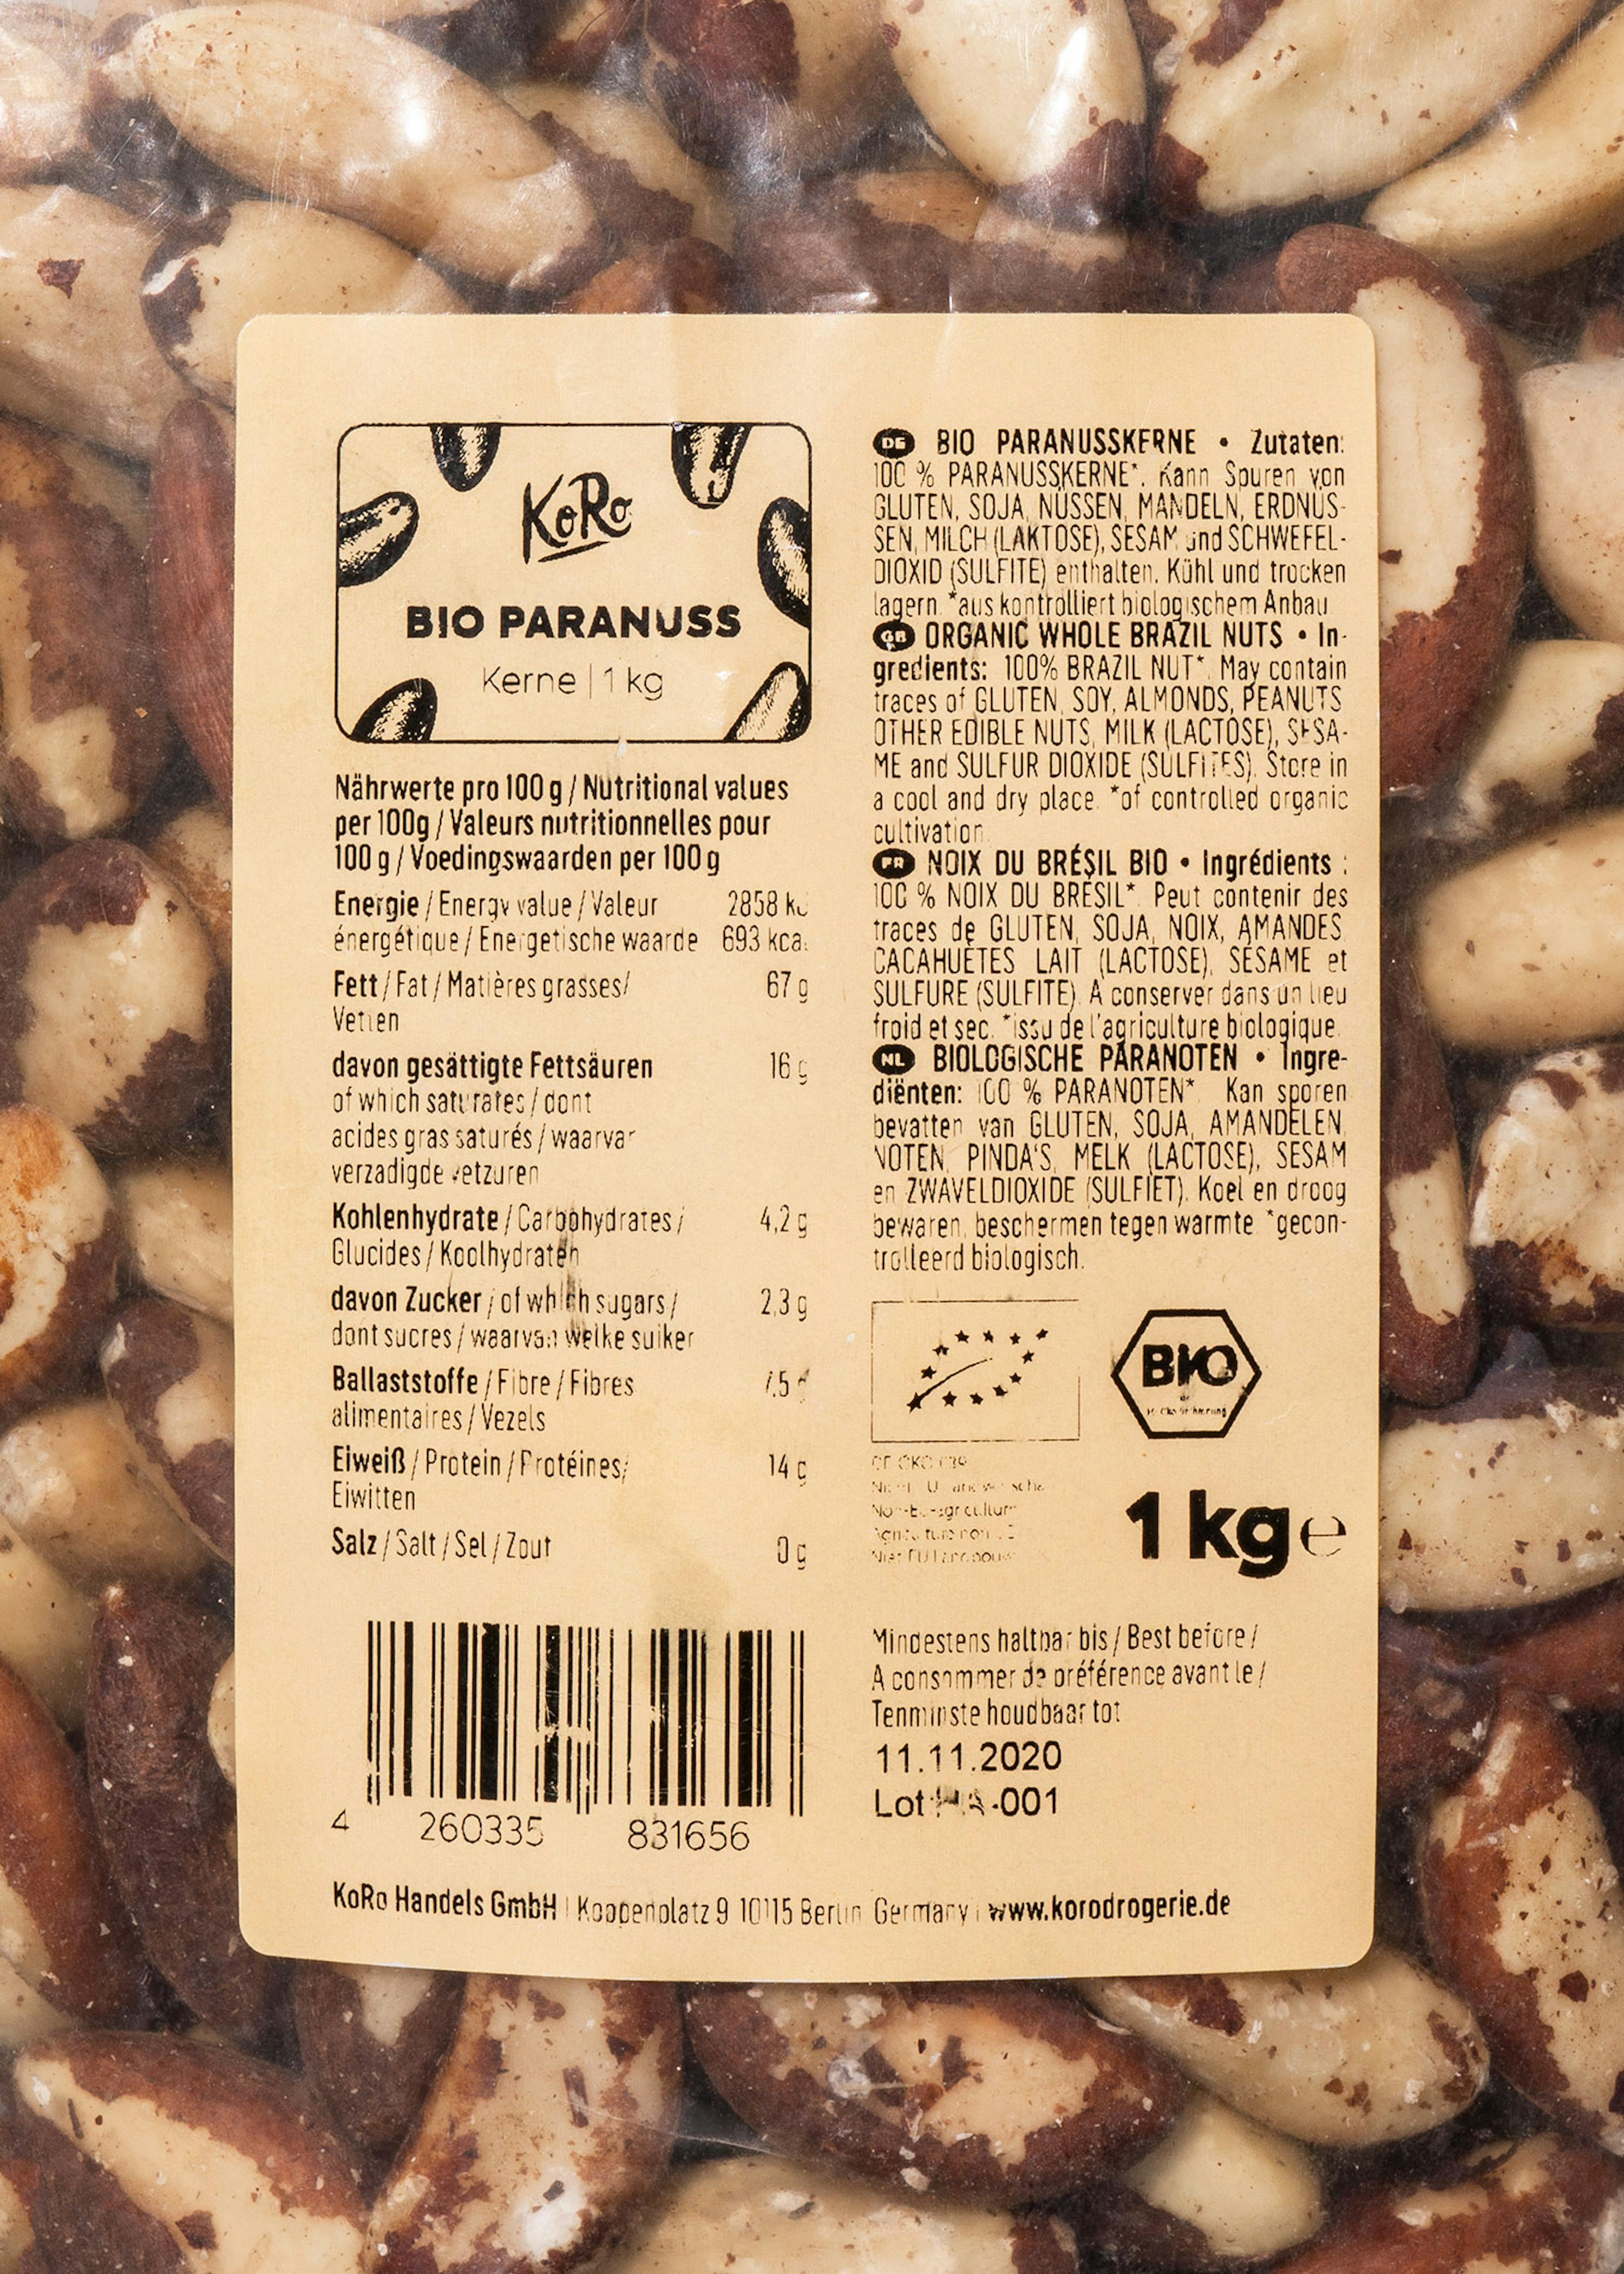 KoRo
BIO PARANUSS
Kerne | 1 kg
Nährwerte pro 100 g / Nutritional values
per 100g / Valeurs nutritionnelles pour
100 g / Voedingswaarden per 100 g
Energie / Energy value / Valeur 2858 kJ
énergétique / Energetische waarde 693 kcal
Fett / Fat / Matières grasses / 67 g
Vetten
davon gesättigte Fettsäuren 16 g
of which saturates / dont
acides gras saturés / waarvan
verzadigde vetzuren
Kohlenhydrate / Carbohydrates / 4,2 g
Glucides / Koolhydraten
davon Zucker / of which sugars / 2,3 g
dont sucres / waarvan welke suiker
Ballaststoffe / Fibre / Fibres
alimentaires / Vezels
Eiweiß / Protein / Protéines / 14 g
Eiwitten
Salz / Salt / Sel / Zout 0 g
4 260335 831656
DE BIO PARANUSSKERNE • Zutaten:
100 % PARANUSSKERNE*. Kann Spuren von
GLUTEN, SOJA, NÜSSEN, MANDELN, ERDNÜS-
SEN, MILCH (LAKTOSE), SESAM und SCHWEFEL-
DIOXID (SULFITE) enthalten. Kühl und trocken
lagern. *aus kontrolliert biologischem Anbau
GB ORGANIC WHOLE BRAZIL NUTS • In-
gredients: 100% BRAZIL NUT*. May contain
traces of GLUTEN, SOY, ALMONDS, PEANUTS
OTHER EDIBLE NUTS, MILK (LACTOSE), SESA-
ME and SULFUR DIOXIDE (SULFITES). Store in
a cool and dry place. *of controlled organic
cultivation
FR NOIX DU BRÉSIL BIO • Ingrédients :
100 % NOIX DU BRÉSIL*. Peut contenir des
traces de GLUTEN, SOJA, NOIX, AMANDES,
CACAHUÈTES LAIT (LACTOSE), SÉSAME et
SULFURE (SULFITE). À conserver dans un lieu
froid et sec. *issu de l'agriculture biologique.
NL BIOLOGISCHE PARANOTEN • Ingre-
diënten: 100 % PARANOTEN* Kan sporen
bevatten van GLUTEN, SOJA, AMANDELEN,
NOTEN, PINDA'S, MELK (LACTOSE), SESAM
en ZWAVELDIOXIDE (SULFIET). Koel en droog
bewaren, beschermen tegen warmte *gecon-
trolleerd biologisch.
BIO
1 kg e
Mindestens haltbar bis / Best before /
A consommer de préférence avant le /
Tenminste houdbaar tot
11.11.2020
Lot -001
KoRo Handels GmbH | Koppenplatz 9 10115 Berlin Germany | www.korodrogerie.de